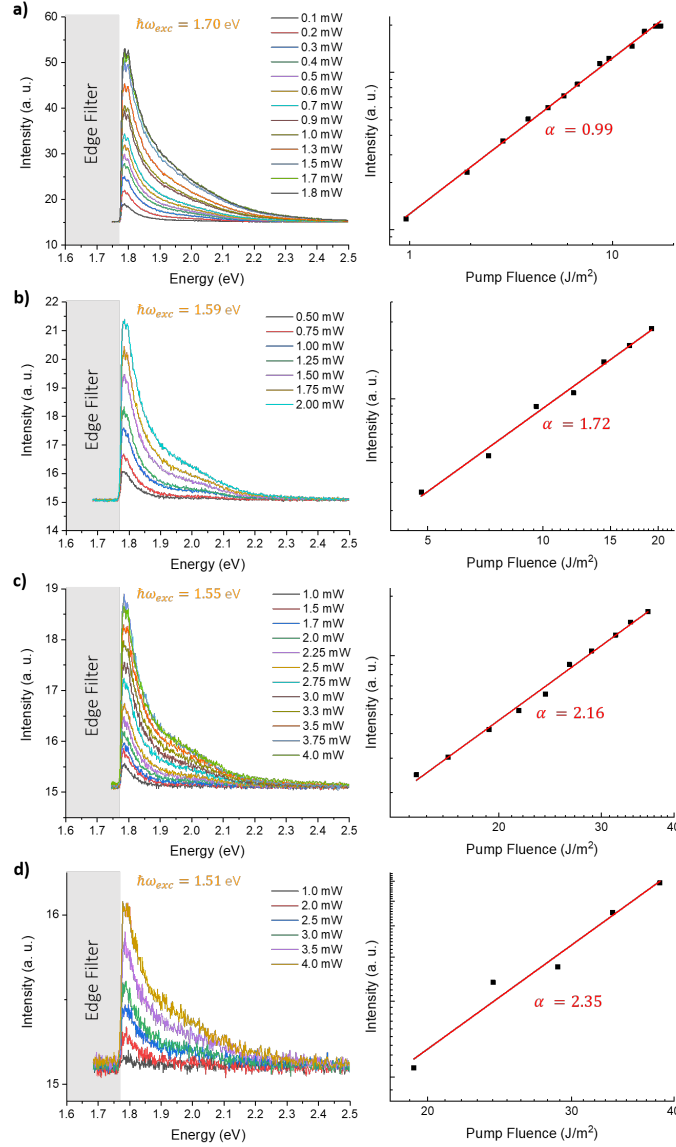 a)
ħω_exc = 1.70 eV
60
50
40
30
20
10
Intensity (a. u.)
Edge Filter
0.1 mW
0.2 mW
0.3 mW
0.4 mW
0.5 mW
0.6 mW
0.7 mW
0.9 mW
1.0 mW
1.3 mW
1.5 mW
1.7 mW
1.8 mW
1.6 1.7 1.8 1.9 2.0 2.1 2.2 2.3 2.4 2.5
Energy (eV)
Intensity (a. u.)
α = 0.99
1 10
Pump Fluence (J/m²)
b)
ħω_exc = 1.59 eV
22
21
20
19
18
17
16
15
14
Intensity (a. u.)
Edge Filter
0.50 mW
0.75 mW
1.00 mW
1.25 mW
1.50 mW
1.75 mW
2.00 mW
1.6 1.7 1.8 1.9 2.0 2.1 2.2 2.3 2.4 2.5
Energy (eV)
Intensity (a. u.)
α = 1.72
5 10 15 20
Pump Fluence (J/m²)
c)
ħω_exc = 1.55 eV
19
18
17
16
15
Intensity (a. u.)
Edge Filter
1.0 mW
1.5 mW
1.7 mW
2.0 mW
2.25 mW
2.5 mW
2.75 mW
3.0 mW
3.3 mW
3.5 mW
3.75 mW
4.0 mW
1.6 1.7 1.8 1.9 2.0 2.1 2.2 2.3 2.4 2.5
Energy (eV)
Intensity (a. u.)
α = 2.16
20 30 40
Pump Fluence (J/m²)
d)
ħω_exc = 1.51 eV
16
15
Intensity (a. u.)
Edge Filter
1.0 mW
2.0 mW
2.5 mW
3.0 mW
3.5 mW
4.0 mW
1.6 1.7 1.8 1.9 2.0 2.1 2.2 2.3 2.4 2.5
Energy (eV)
Intensity (a. u.)
α = 2.35
20 30 40
Pump Fluence (J/m²)